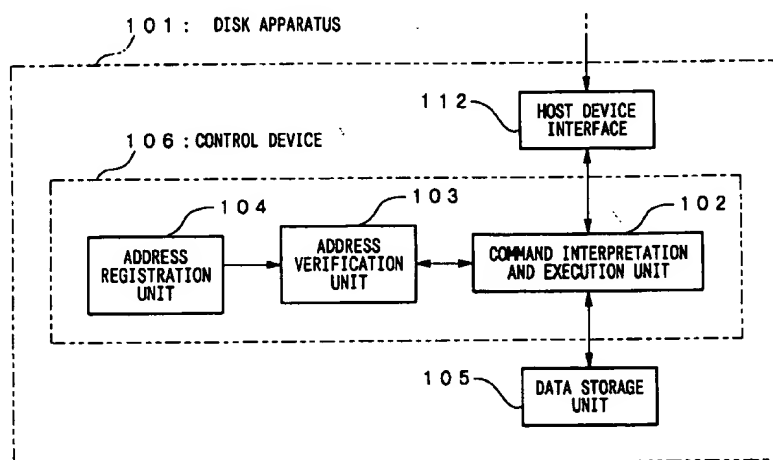 101: DISK APPARATUS
112
HOST DEVICE
INTERFACE
106: CONTROL DEVICE
104
103
102
ADDRESS
REGISTRATION
UNIT
ADDRESS
VERIFICATION
UNIT
COMMAND INTERPRETATION
AND EXECUTION UNIT
105
DATA STORAGE
UNIT